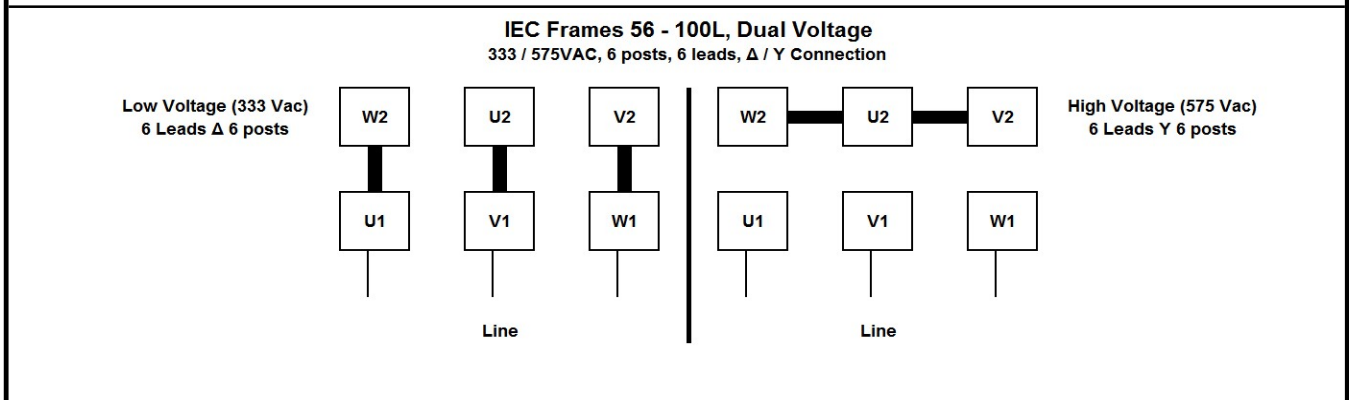 IEC Frames 56 - 100L, Dual Voltage
333 / 575VAC, 6 posts, 6 leads, Δ / Y Connection
Low Voltage (333 Vac)
6 Leads Δ 6 posts
W2
U2
V2
U1
V1
W1
Line
W2
U2
V2
U1
V1
W1
Line
High Voltage (575 Vac)
6 Leads Y 6 posts